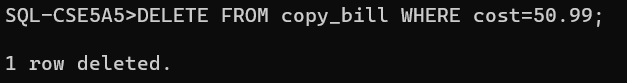 SQL-CSE5A5>DELETE FROM copy_bill WHERE cost=50.99;
1 row deleted.